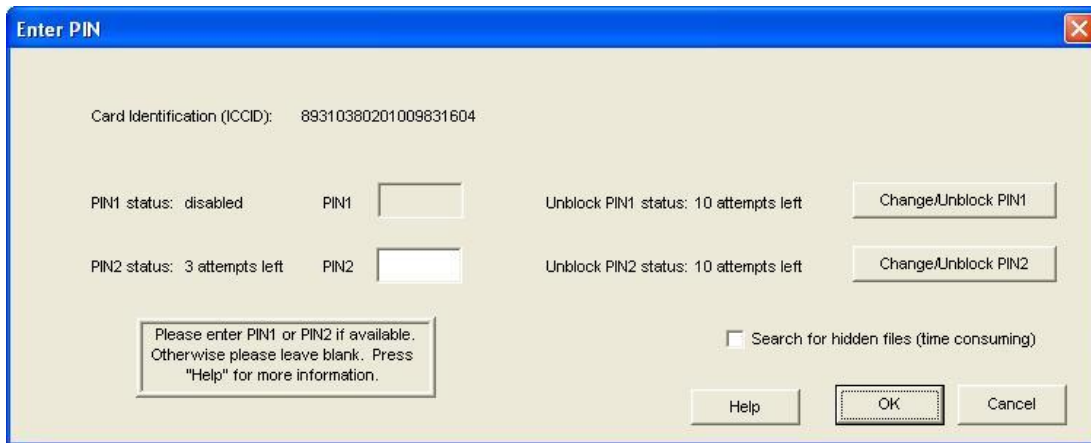 Enter PIN
Card Identification (ICCID): 89310380201009831604
PIN1 status: disabled PIN1 Unblock PIN1 status: 10 attempts left Change/Unblock PIN1
PIN2 status: 3 attempts left PIN2 Unblock PIN2 status: 10 attempts left Change/Unblock PIN2
Please enter PIN1 or PIN2 if available.
Otherwise please leave blank. Press
"Help" for more information.
Search for hidden files (time consuming)
Help OK Cancel